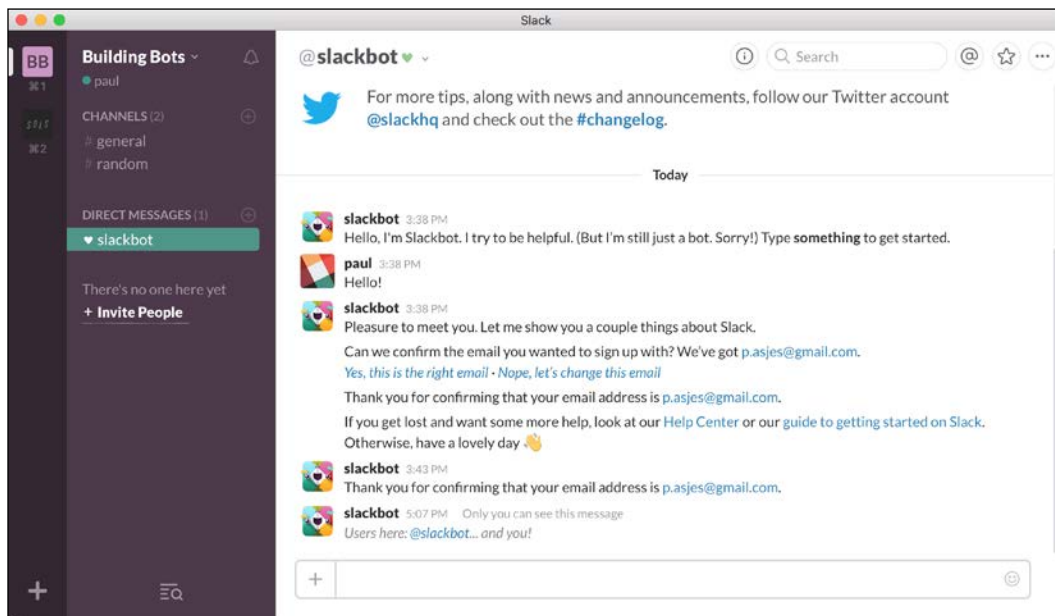 Slack
BB
⌘1
⌘2
Building Bots
paul
CHANNELS (2)
# general
# random
DIRECT MESSAGES (1)
slackbot
There's no one here yet
+ Invite People
@slackbot
Search
For more tips, along with news and announcements, follow our Twitter account
@slackhq and check out the #changelog.
Today
slackbot 3:38 PM
Hello, I'm Slackbot. I try to be helpful. (But I'm still just a bot. Sorry!) Type something to get started.
paul 3:38 PM
Hello!
slackbot 3:38 PM
Pleasure to meet you. Let me show you a couple things about Slack.
Can we confirm the email you wanted to sign up with? We've got p.asjes@gmail.com.
Yes, this is the right email · Nope, let's change this email
Thank you for confirming that your email address is p.asjes@gmail.com.
If you get lost and want some more help, look at our Help Center or our guide to getting started on Slack.
Otherwise, have a lovely day 👋
slackbot 3:43 PM
Thank you for confirming that your email address is p.asjes@gmail.com.
slackbot 5:07 PM Only you can see this message
Users here: @slackbot... and you!